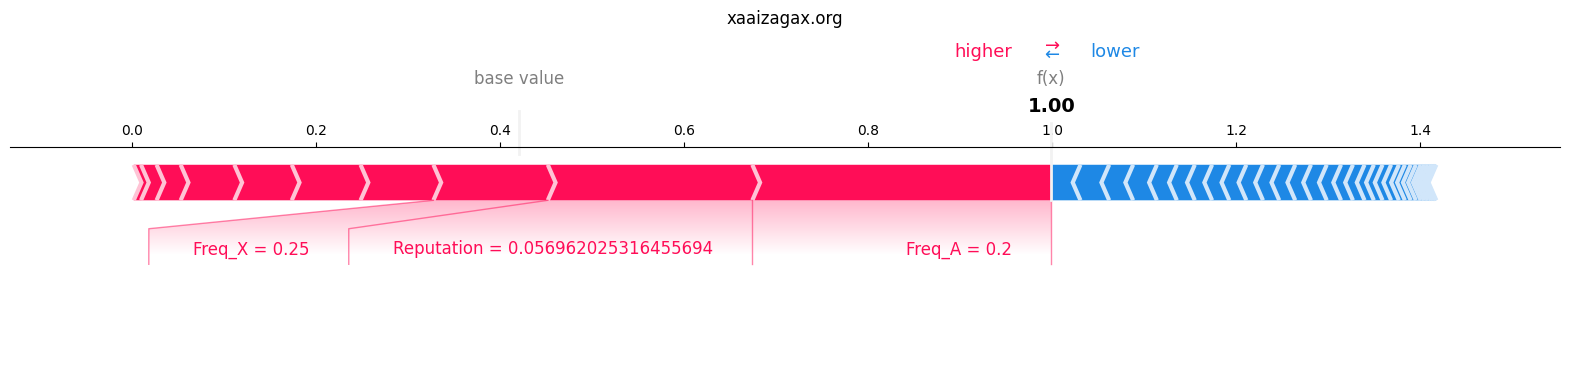 xaaizagax.org
higher → ← lower
base value f(x)
1.00
0.0 0.2 0.4 0.6 0.8 1.0 1.2 1.4
Freq_X = 0.25 Reputation = 0.056962025316455694 Freq_A = 0.2